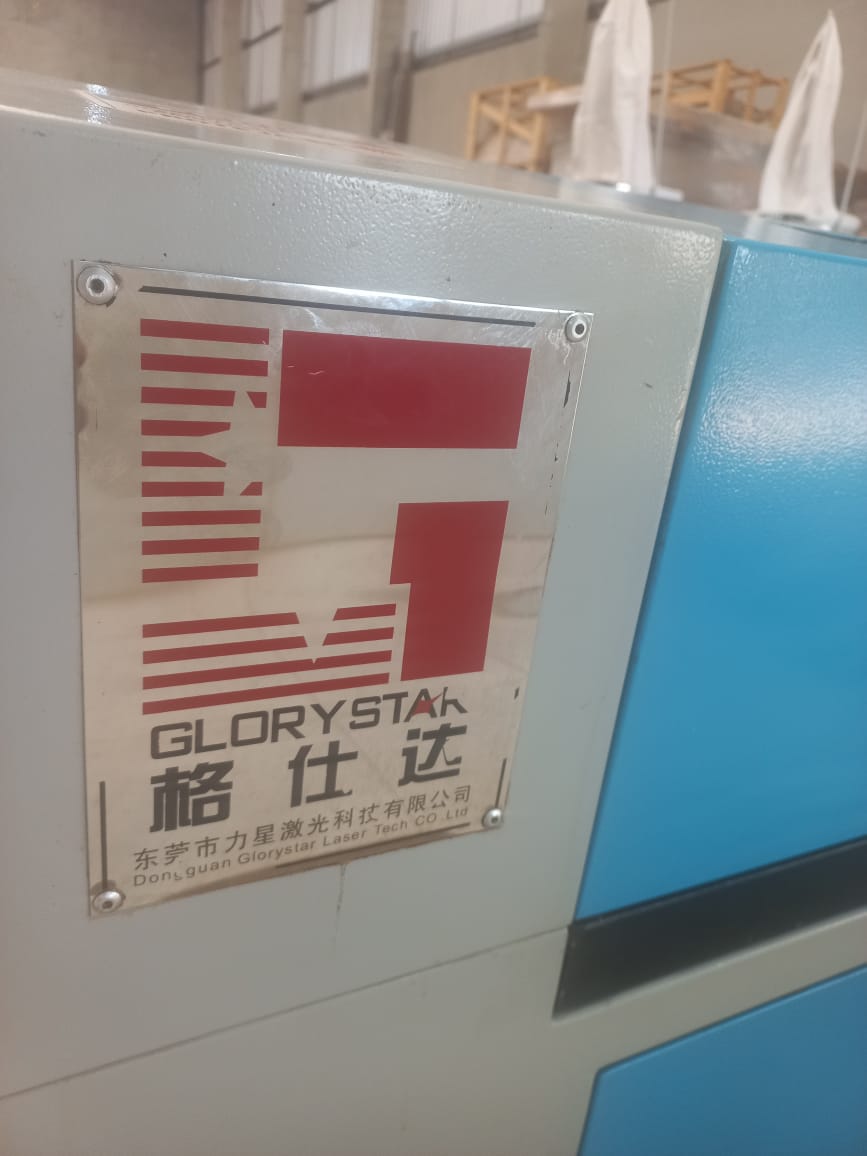 GLORYSTAR
格仕达
东莞市力星激光科技有限公司
Dongguan Glorystar Laser Tech CO.Ltd